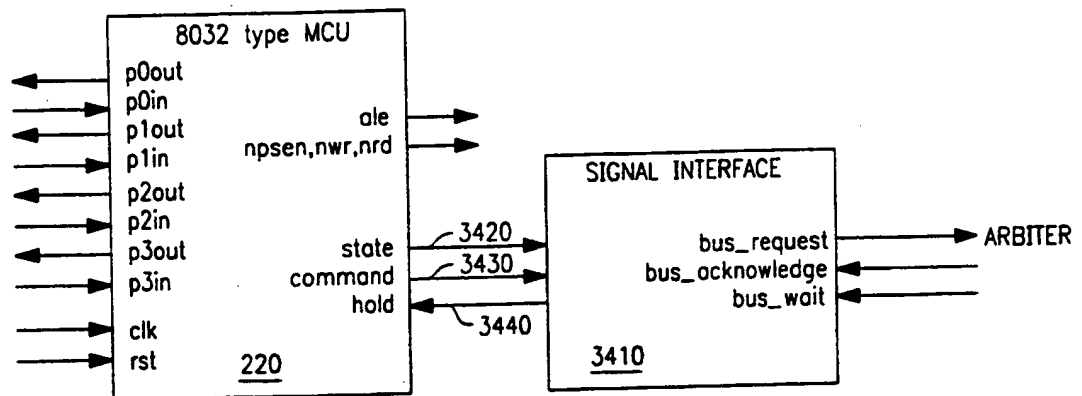 8032 type MCU
p0out
p0in
p1out
p1in
p2out
p2in
p3out
p3in
clk
rst
ale
npsen,nwr,nrd
state
command
hold
220
3420
3430
3440
SIGNAL INTERFACE
bus_request
bus_acknowledge
bus_wait
3410
ARBITER